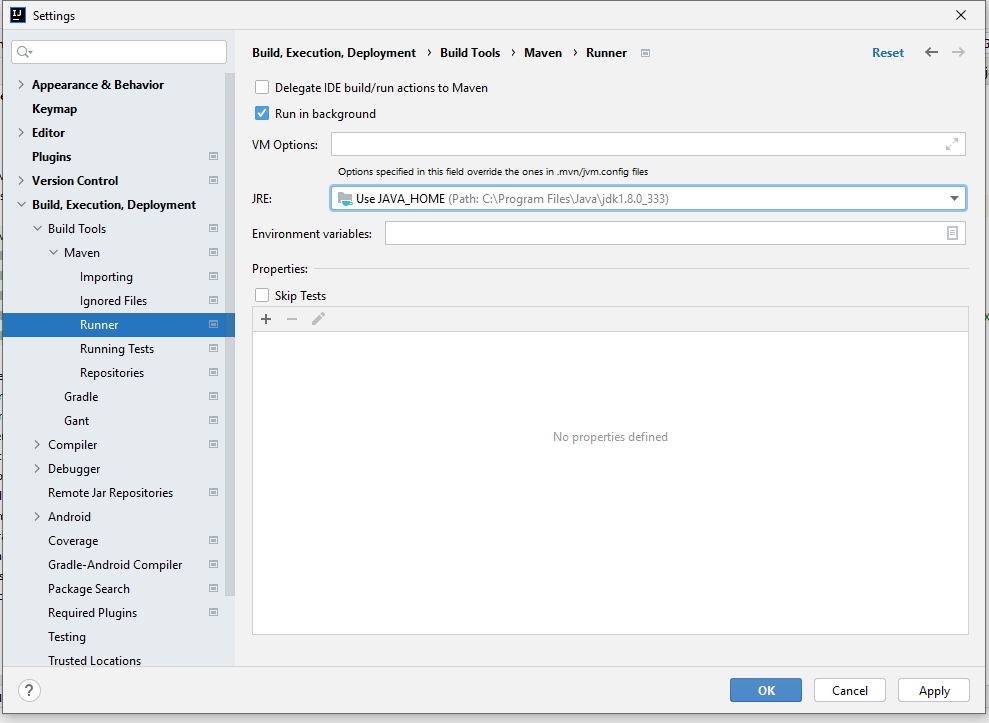 Settings
Build, Execution, Deployment › Build Tools › Maven › Runner
Reset
Appearance & Behavior
Keymap
Editor
Plugins
Version Control
Build, Execution, Deployment
Build Tools
Maven
Importing
Ignored Files
Runner
Running Tests
Repositories
Gradle
Gant
Compiler
Debugger
Remote Jar Repositories
Android
Coverage
Gradle-Android Compiler
Package Search
Required Plugins
Testing
Trusted Locations
Delegate IDE build/run actions to Maven
Run in background
VM Options:
Options specified in this field override the ones in .mvn/jvm.config files
JRE:
Use JAVA_HOME (Path: C:\Program Files\Java\jdk1.8.0_333)
Environment variables:
Properties:
Skip Tests
No properties defined
?
OK
Cancel
Apply